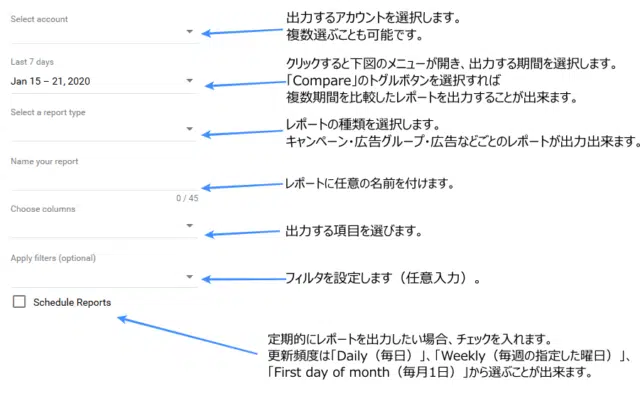 Select account
出力するアカウントを選択します。
複数選ぶことも可能です。
Last 7 days
Jan 15 – 21, 2020
クリックすると下図のメニューが開き、出力する期間を選択します。
「Compare」のトグルボタンを選択すれば
複数期間を比較したレポートを出力することが出来ます。
Select a report type
レポートの種類を選択します。
キャンペーン・広告グループ・広告などごとのレポートが出力出来ます。
Name your report
レポートに任意の名前を付けます。
0 / 45
Choose columns
出力する項目を選びます。
Apply filters (optional)
フィルタを設定します（任意入力）。
Schedule Reports
定期的にレポートを出力したい場合、チェックを入れます。
更新頻度は「Daily（毎日）」、「Weekly（毎週の指定した曜日）」、
「First day of month（毎月1日）」から選ぶことが出来ます。